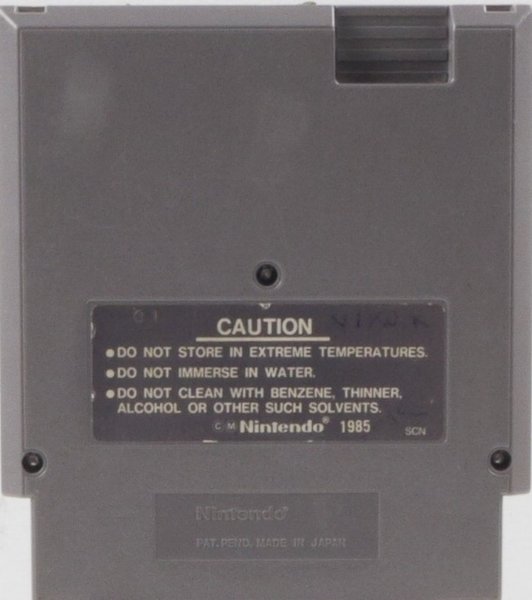 01
CAUTION
● DO NOT STORE IN EXTREME TEMPERATURES.
● DO NOT IMMERSE IN WATER.
● DO NOT CLEAN WITH BENZENE, THINNER,
ALCOHOL OR OTHER SUCH SOLVENTS.
© M Nintendo® 1985 SCN
Nintendo®
PAT. PEND. MADE IN JAPAN